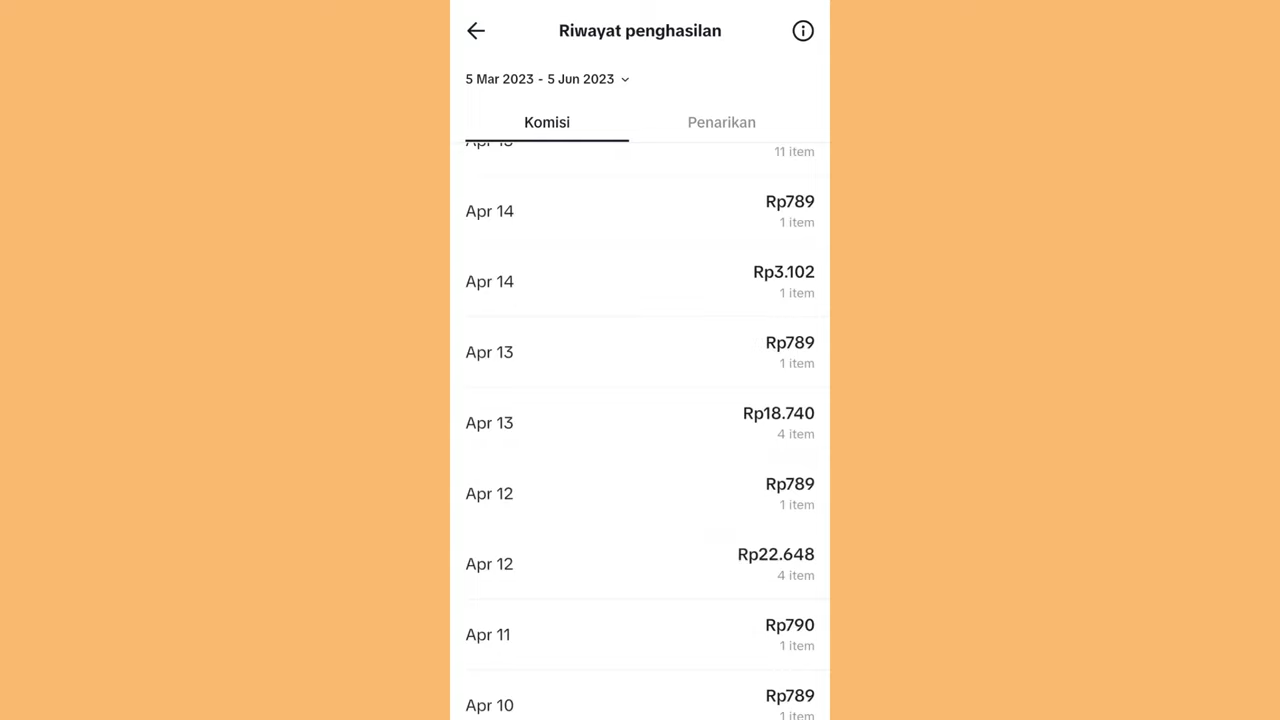 Riwayat penghasilan
5 Mar 2023 - 5 Jun 2023
Komisi Penarikan
11 item
Apr 14 Rp789
1 item
Apr 14 Rp3.102
1 item
Apr 13 Rp789
1 item
Apr 13 Rp18.740
4 item
Apr 12 Rp789
1 item
Apr 12 Rp22.648
4 item
Apr 11 Rp790
1 item
Apr 10 Rp789
1 item